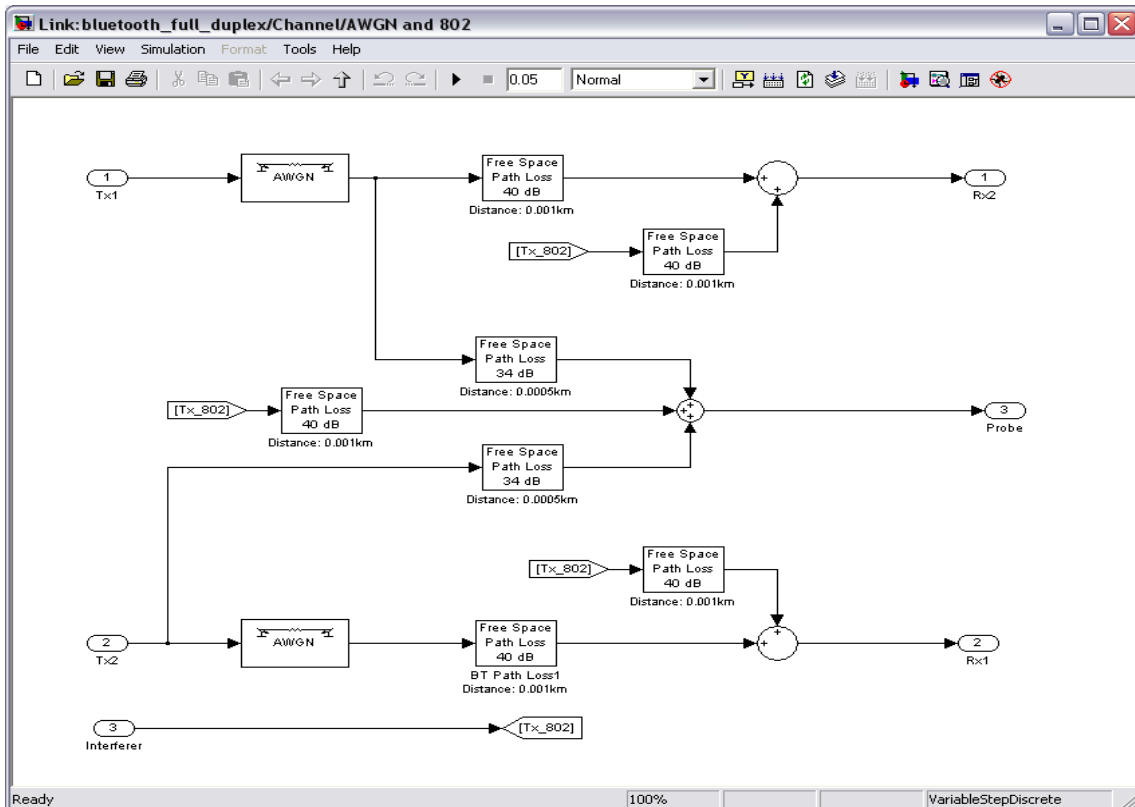 Link:bluetooth_full_duplex/Channel/AWGN and 802
File Edit View Simulation Format Tools Help
0.05 Normal
1
Tx1
AWGN
Free Space
Path Loss
40 dB
Distance: 0.001km
1
Rx2
[Tx_802]
Free Space
Path Loss
40 dB
Distance: 0.001km
Free Space
Path Loss
34 dB
Distance: 0.0005km
[Tx_802]
Free Space
Path Loss
40 dB
Distance: 0.001km
3
Probe
Free Space
Path Loss
34 dB
Distance: 0.0005km
[Tx_802]
Free Space
Path Loss
40 dB
Distance: 0.001km
2
Tx2
AWGN
Free Space
Path Loss
40 dB
BT Path Loss1
Distance: 0.001km
2
Rx1
3
Interferer
[Tx_802]
Ready 100% VariableStepDiscrete